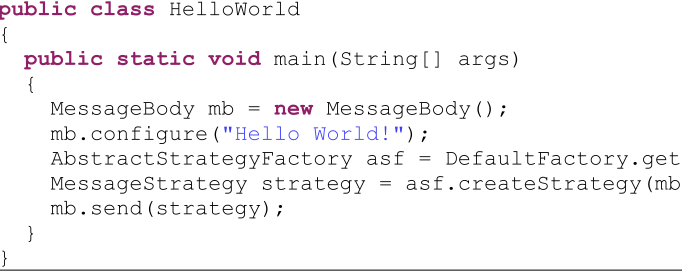 public class HelloWorld
{
  public static void main(String[] args)
  {
    MessageBody mb = new MessageBody();
    mb.configure("Hello World!");
    AbstractStrategyFactory asf = DefaultFactory.get
    MessageStrategy strategy = asf.createStrategy(mb
    mb.send(strategy);
  }
}